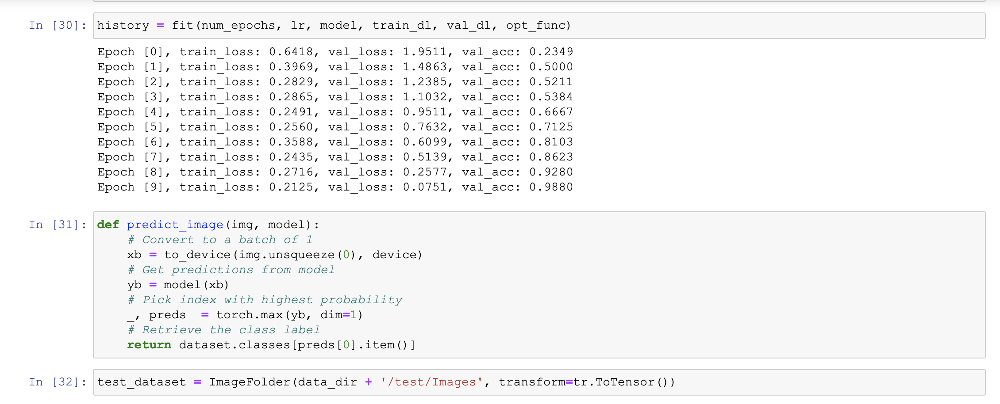 In [30]: history = fit(num_epochs, lr, model, train_dl, val_dl, opt_func)
Epoch [0], train_loss: 0.6418, val_loss: 1.9511, val_acc: 0.2349
Epoch [1], train_loss: 0.3969, val_loss: 1.4863, val_acc: 0.5000
Epoch [2], train_loss: 0.2829, val_loss: 1.2385, val_acc: 0.5211
Epoch [3], train_loss: 0.2865, val_loss: 1.1032, val_acc: 0.5384
Epoch [4], train_loss: 0.2491, val_loss: 0.9511, val_acc: 0.6667
Epoch [5], train_loss: 0.2560, val_loss: 0.7632, val_acc: 0.7125
Epoch [6], train_loss: 0.3588, val_loss: 0.6099, val_acc: 0.8103
Epoch [7], train_loss: 0.2435, val_loss: 0.5139, val_acc: 0.8623
Epoch [8], train_loss: 0.2716, val_loss: 0.2577, val_acc: 0.9280
Epoch [9], train_loss: 0.2125, val_loss: 0.0751, val_acc: 0.9880
In [31]: def predict_image(img, model):
    # Convert to a batch of 1
    xb = to_device(img.unsqueeze(0), device)
    # Get predictions from model
    yb = model(xb)
    # Pick index with highest probability
    _, preds  = torch.max(yb, dim=1)
    # Retrieve the class label
    return dataset.classes[preds[0].item()]
In [32]: test_dataset = ImageFolder(data_dir + '/test/Images', transform=tr.ToTensor())